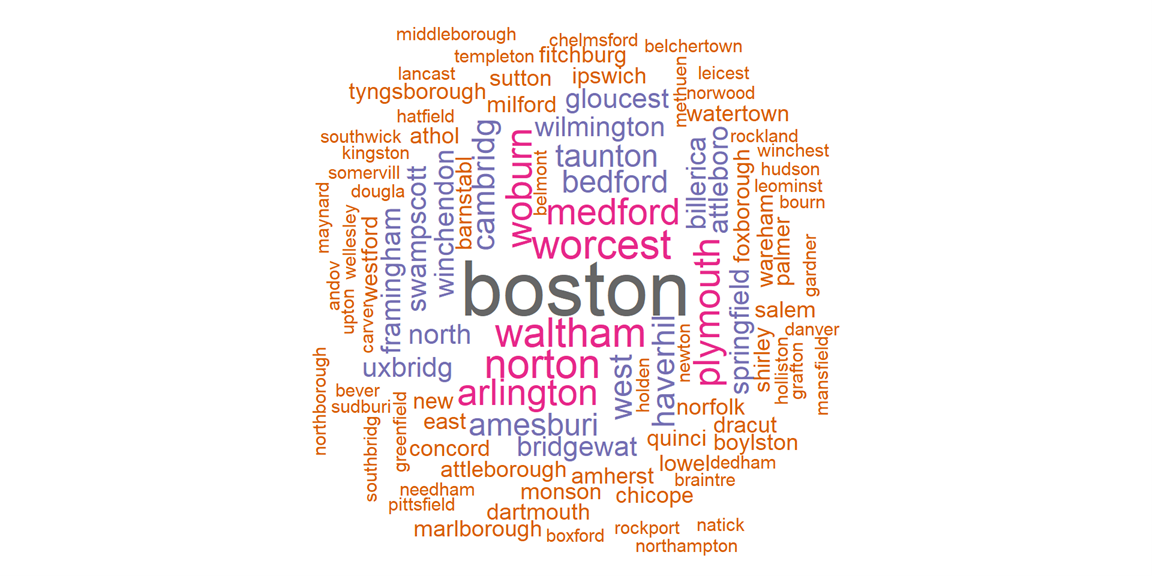 middleborough
chelmsford
belchertown
templeton
fitchburg
lancast
sutton
ipswich
methuen
leicest
tyngsborough
milford
gloucest
norwood
hatfield
watertown
southwick
athol
cambridg
woburn
wilmington
billerica
attleboro
rockland
kingston
winchendon
barnstabl
belmont
taunton
foxborough
winchest
somervill
swampscott
bedford
hudson
dougla
leominst
maynard
wellesley
westford
framingham
medford
wareham
palmer
bourn
worcest
plymouth
gardner
andov
upton
carver
boston
springfield
salem
north
waltham
haverhil
newton
shirley
danver
uxbridg
norton
west
holden
holliston
grafton
mansfield
northborough
bever
sudburi
greenfield
new
arlington
norfolk
southbridg
east
amesburi
dracut
concord
bridgewat
quinci
boylston
attleborough
amherst
lowel
dedham
braintre
needham
monson
chicope
pittsfield
dartmouth
marlborough
boxford
rockport
natick
northampton